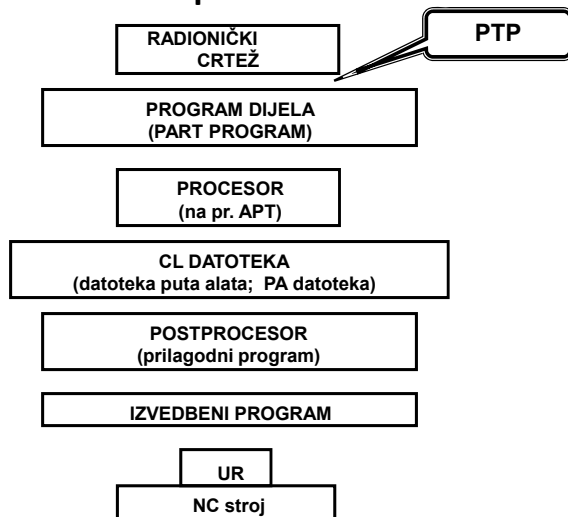 RADIONIČKI
CRTEŽ
PTP
PROGRAM DIJELA
(PART PROGRAM)
PROCESOR
(na pr. APT)
CL DATOTEKA
(datoteka puta alata; PA datoteka)
POSTPROCESOR
(prilagodni program)
IZVEDBENI PROGRAM
UR
NC stroj